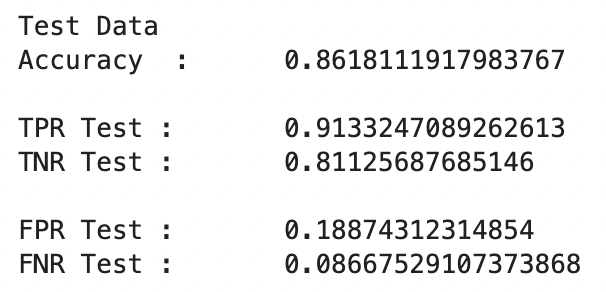 Test Data
Accuracy  :      0.8618111917983767
TPR Test :       0.9133247089262613
TNR Test :       0.81125687685146
FPR Test :       0.18874312314854
FNR Test :       0.08667529107373868